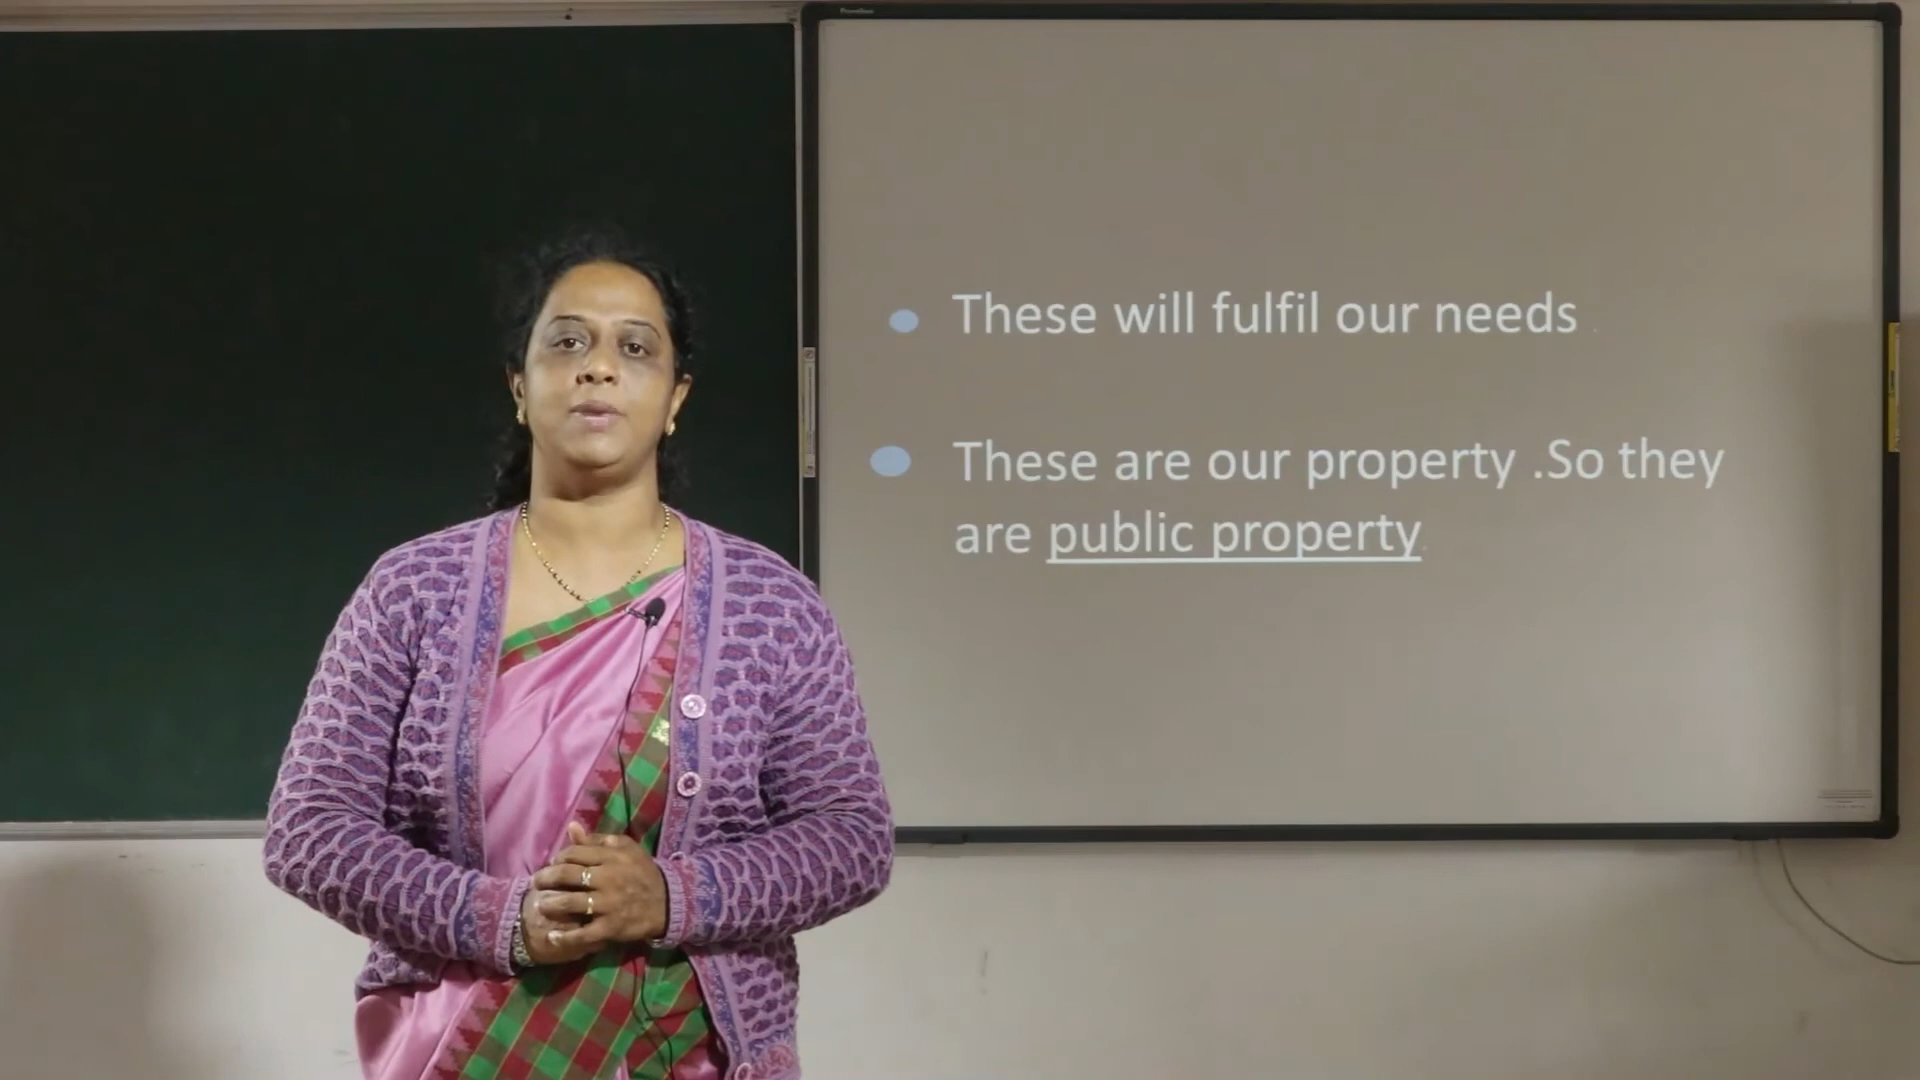 These will fulfil our needs
These are our property .So they
are public property